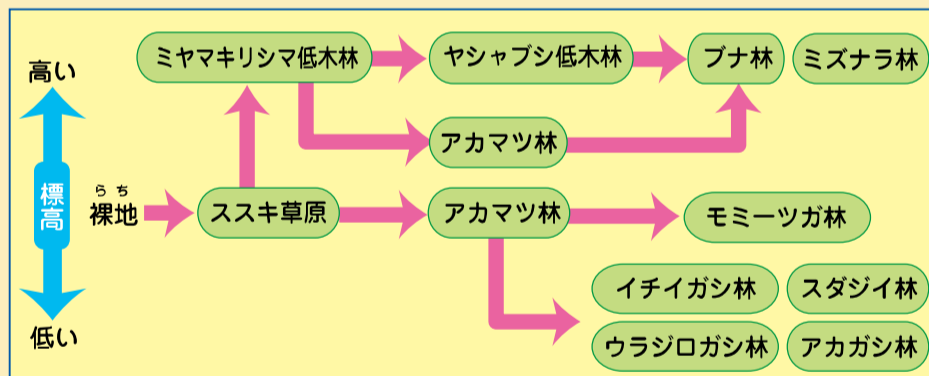 高い
標高
低い
らち
裸地
ススキ草原
ミヤマキリシマ低木林
ヤシャブシ低木林
ブナ林
ミズナラ林
アカマツ林
アカマツ林
モミーツガ林
イチイガシ林
スダジイ林
ウラジロガシ林
アカガシ林